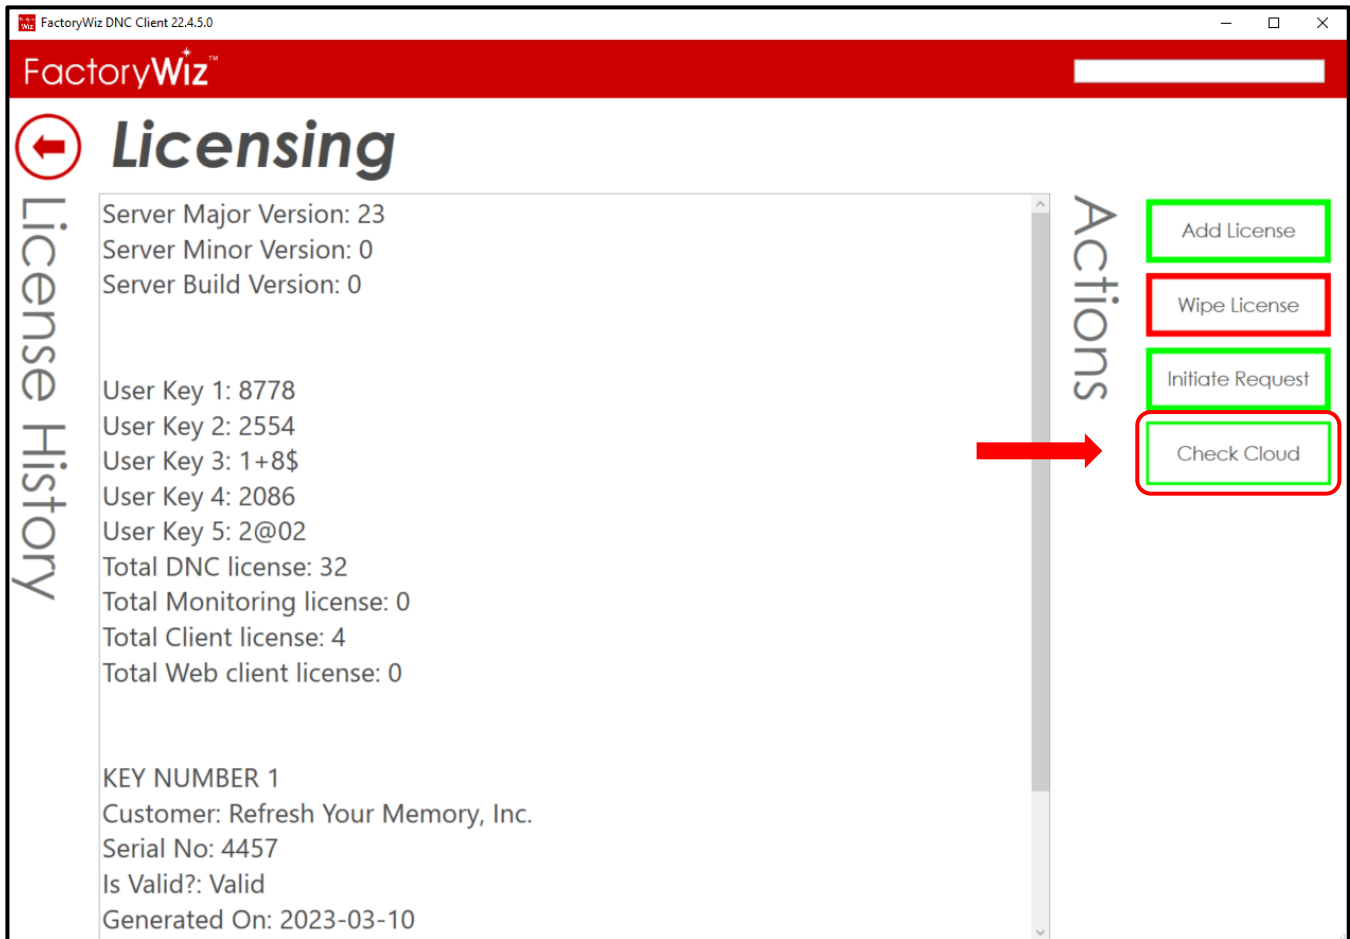 FactoryWiz DNC Client 22.4.5.0
FactoryWiz™
Licensing
License History
Server Major Version: 23
Server Minor Version: 0
Server Build Version: 0
User Key 1: 8778
User Key 2: 2554
User Key 3: 1+8$
User Key 4: 2086
User Key 5: 2@02
Total DNC license: 32
Total Monitoring license: 0
Total Client license: 4
Total Web client license: 0
KEY NUMBER 1
Customer: Refresh Your Memory, Inc.
Serial No: 4457
Is Valid?: Valid
Generated On: 2023-03-10
Actions
Add License
Wipe License
Initiate Request
Check Cloud